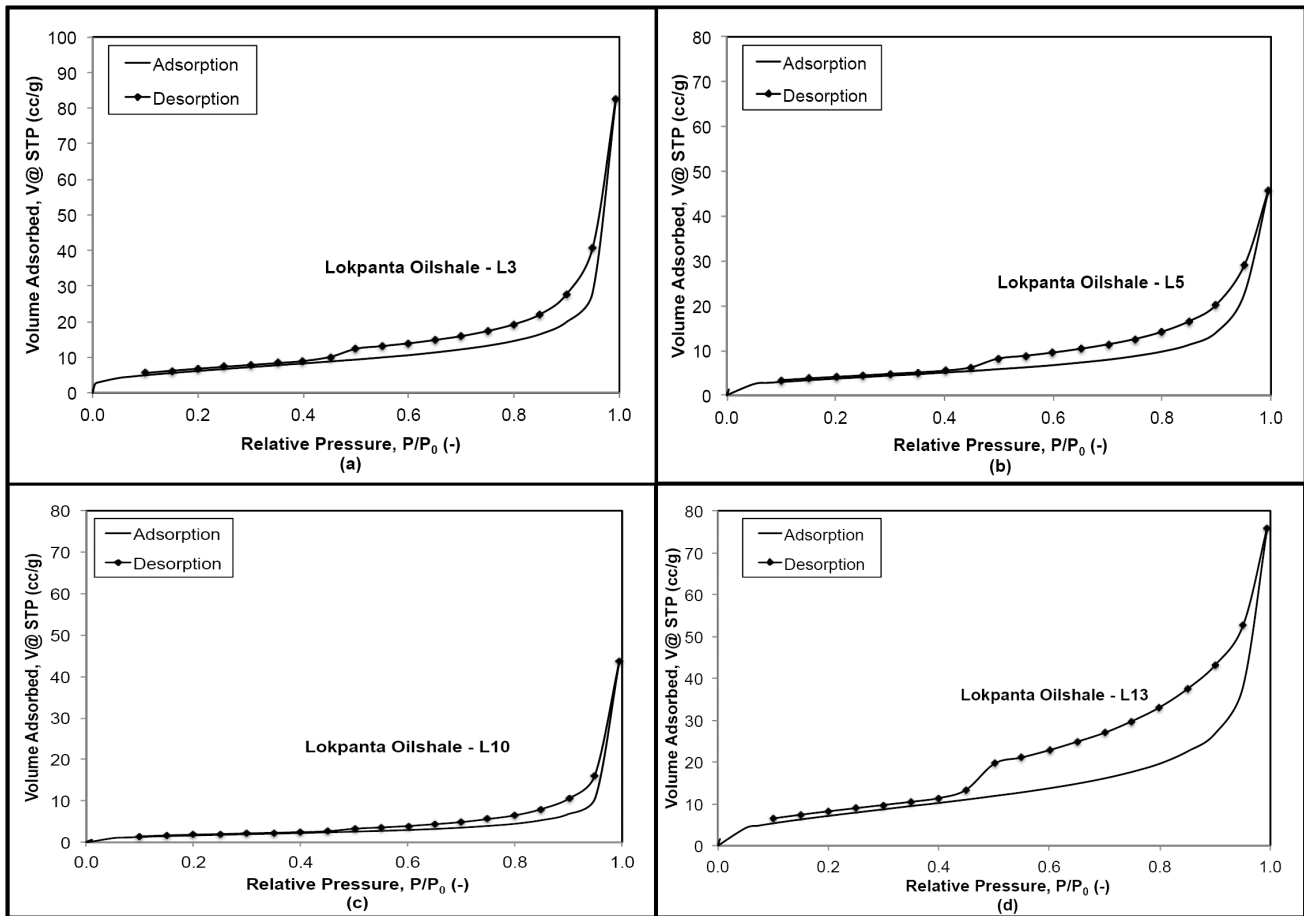 100
90
80
70
60
50
40
30
20
10
0
Volume Adsorbed, V@ STP (cc/g)
Adsorption
Desorption
Lokpanta Oilshale - L3
0.0 0.2 0.4 0.6 0.8 1.0
Relative Pressure, P/P₀ (-)
(a)
80
70
60
50
40
30
20
10
0
Volume Adsorbed, V@ STP (cc/g)
Adsorption
Desorption
Lokpanta Oilshale - L5
0.0 0.2 0.4 0.6 0.8 1.0
Relative Pressure, P/P₀ (-)
(b)
80
70
60
50
40
30
20
10
0
Volume Adsorbed, V@ STP (cc/g)
Adsorption
Desorption
Lokpanta Oilshale - L10
0.0 0.2 0.4 0.6 0.8 1.0
Relative Pressure, P/P₀ (-)
(c)
80
70
60
50
40
30
20
10
0
Volume Adsorbed, V@ STP (cc/g)
Adsorption
Desorption
Lokpanta Oilshale - L13
0.0 0.2 0.4 0.6 0.8 1.0
Relative Pressure, P/P₀ (-)
(d)